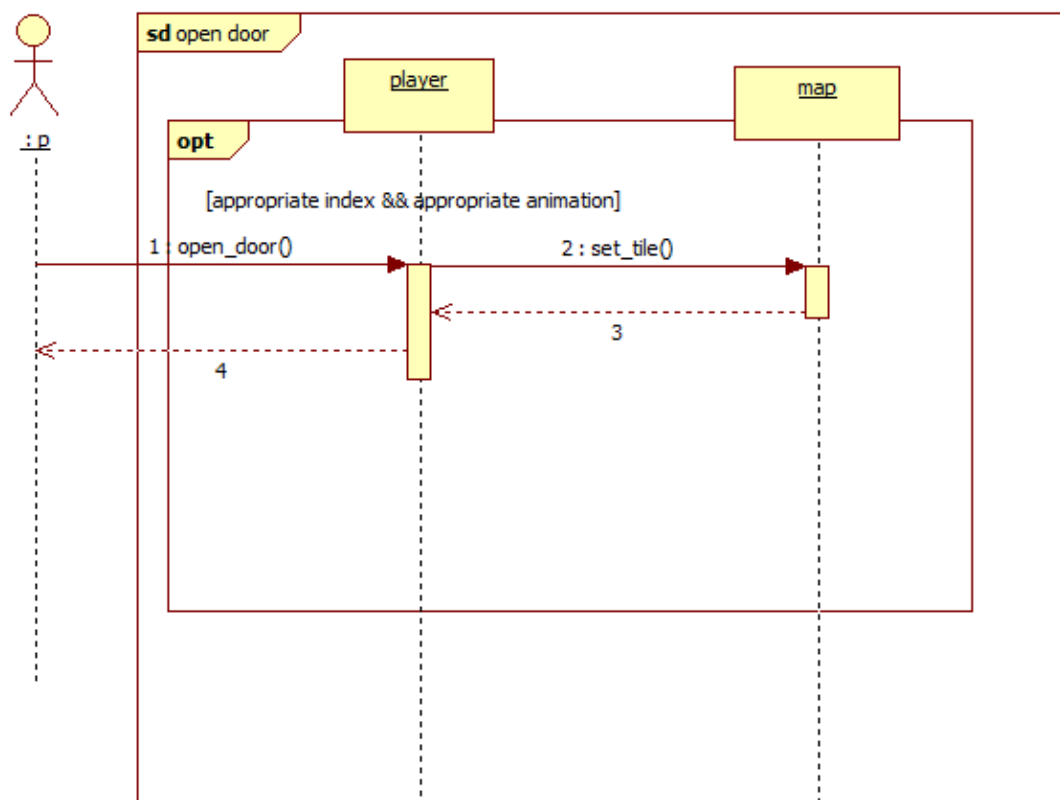 sd open door
player
map
: p
opt
[appropriate index && appropriate animation]
1 : open_door()
2 : set_tile()
3
4